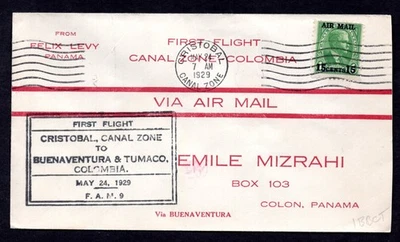 FROM
FELIX LEVY
PANAMA
FIRST FLIGHT
CANAL ZONE - COLOMBIA
CRISTOBAL
MAY 24
7 AM
1929
CANAL ZONE
AIR MAIL
15 CENTS 15
VIA AIR MAIL
FIRST FLIGHT
CRISTOBAL, CANAL ZONE
TO
BUENAVENTURA & TUMACO,
COLOMBIA.
MAY 24, 1929
F. A. M. 9
EMILE MIZRAHI
BOX 103
COLON, PANAMA
Via BUENAVENTURA